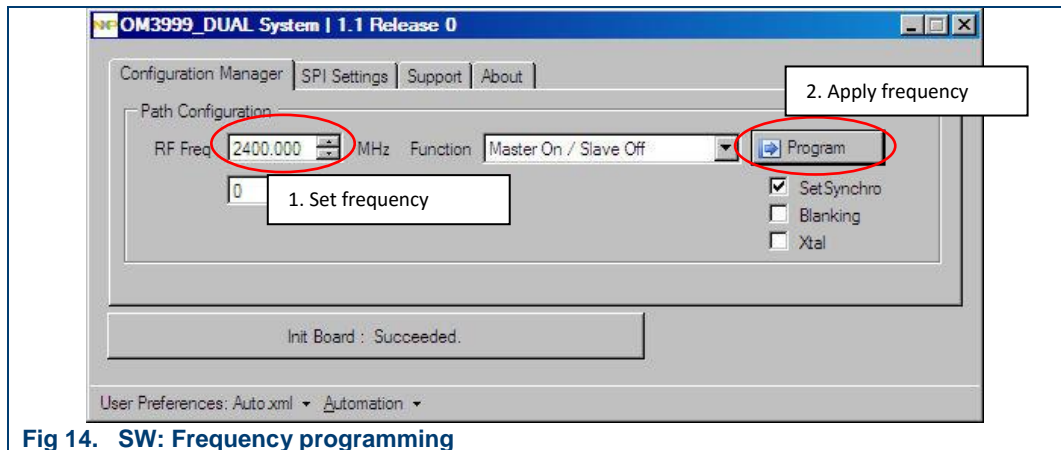 NXP OM3999_DUAL System | 1.1 Release 0
Configuration Manager SPI Settings Support About
2. Apply frequency
Path Configuration
RF Freq 2400.000 MHz Function Master On / Slave Off Program
0
1. Set frequency
SetSynchro
Blanking
Xtal
Init Board : Succeeded.
User Preferences: Auto.xml Automation
Fig 14. SW: Frequency programming